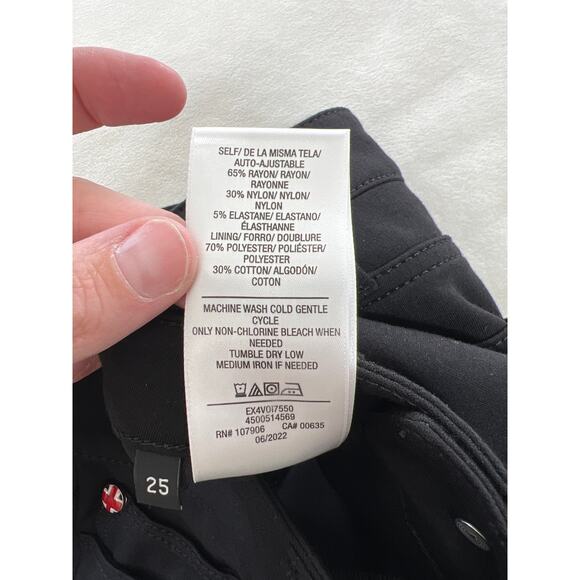 SELF/ DE LA MISMA TELA/
AUTO-AJUSTABLE
65% RAYON/ RAYON/
RAYONNE
30% NYLON/ NYLON/
NYLON
5% ELASTANE/ ELASTANO/
ÉLASTHANNE
LINING/ FORRO/ DOUBLURE
70% POLYESTER/ POLIÉSTER/
POLYESTER
30% COTTON/ ALGODÓN/
COTON
MACHINE WASH COLD GENTLE
CYCLE
ONLY NON-CHLORINE BLEACH WHEN
NEEDED
TUMBLE DRY LOW
MEDIUM IRON IF NEEDED
EX4V0I7550
4500514569
RN# 107906 CA# 00635
06/2022
25